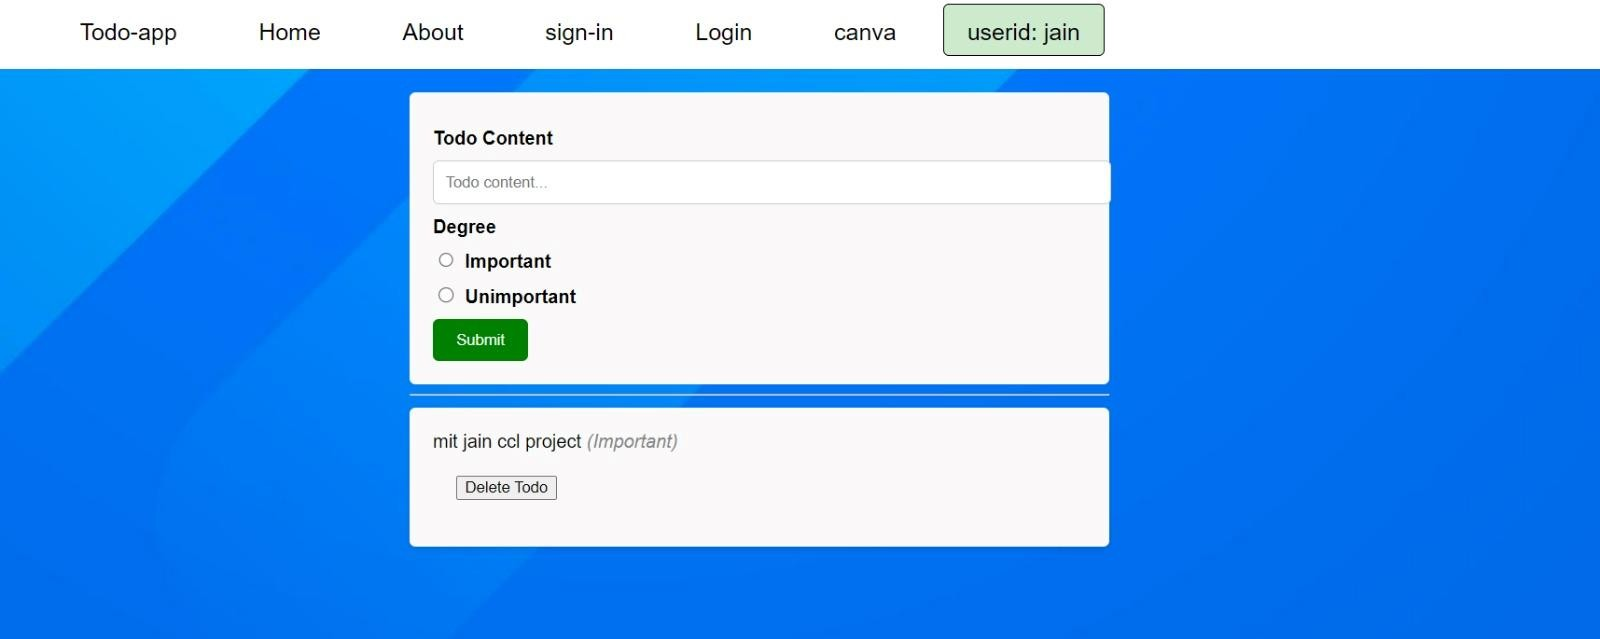 Todo-app Home About sign-in Login canva userid: jain
Todo Content
Todo content...
Degree
Important
Unimportant
Submit
mit jain ccl project (Important)
Delete Todo